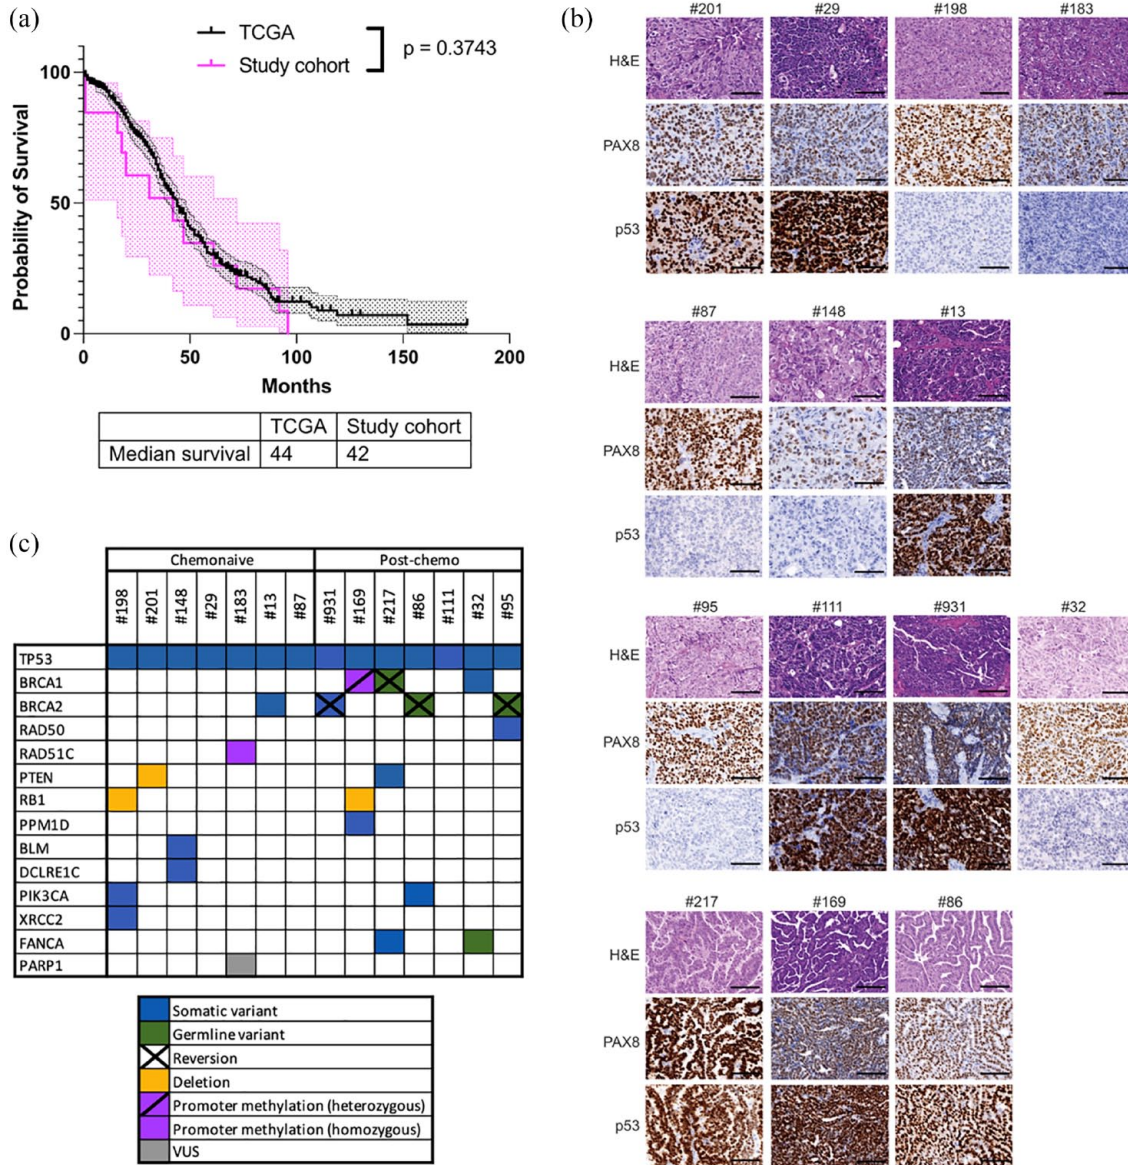 (a)
TCGA
Study cohort
p = 0.3743
Probability of Survival
100
50
0
0 50 100 150 200
Months
TCGA Study cohort
Median survival 44 42
(b)
#201 #29 #198 #183
H&E
PAX8
p53
#87 #148 #13
H&E
PAX8
p53
#95 #111 #931 #32
H&E
PAX8
p53
#217 #169 #86
H&E
PAX8
p53
(c)
Chemonaive Post-chemo
#198 #201 #148 #29 #183 #13 #87 #931 #169 #217 #86 #111 #32 #95
TP53
BRCA1
BRCA2
RAD50
RAD51C
PTEN
RB1
PPM1D
BLM
DCLRE1C
PIK3CA
XRCC2
FANCA
PARP1
Somatic variant
Germline variant
Reversion
Deletion
Promoter methylation (heterozygous)
Promoter methylation (homozygous)
VUS